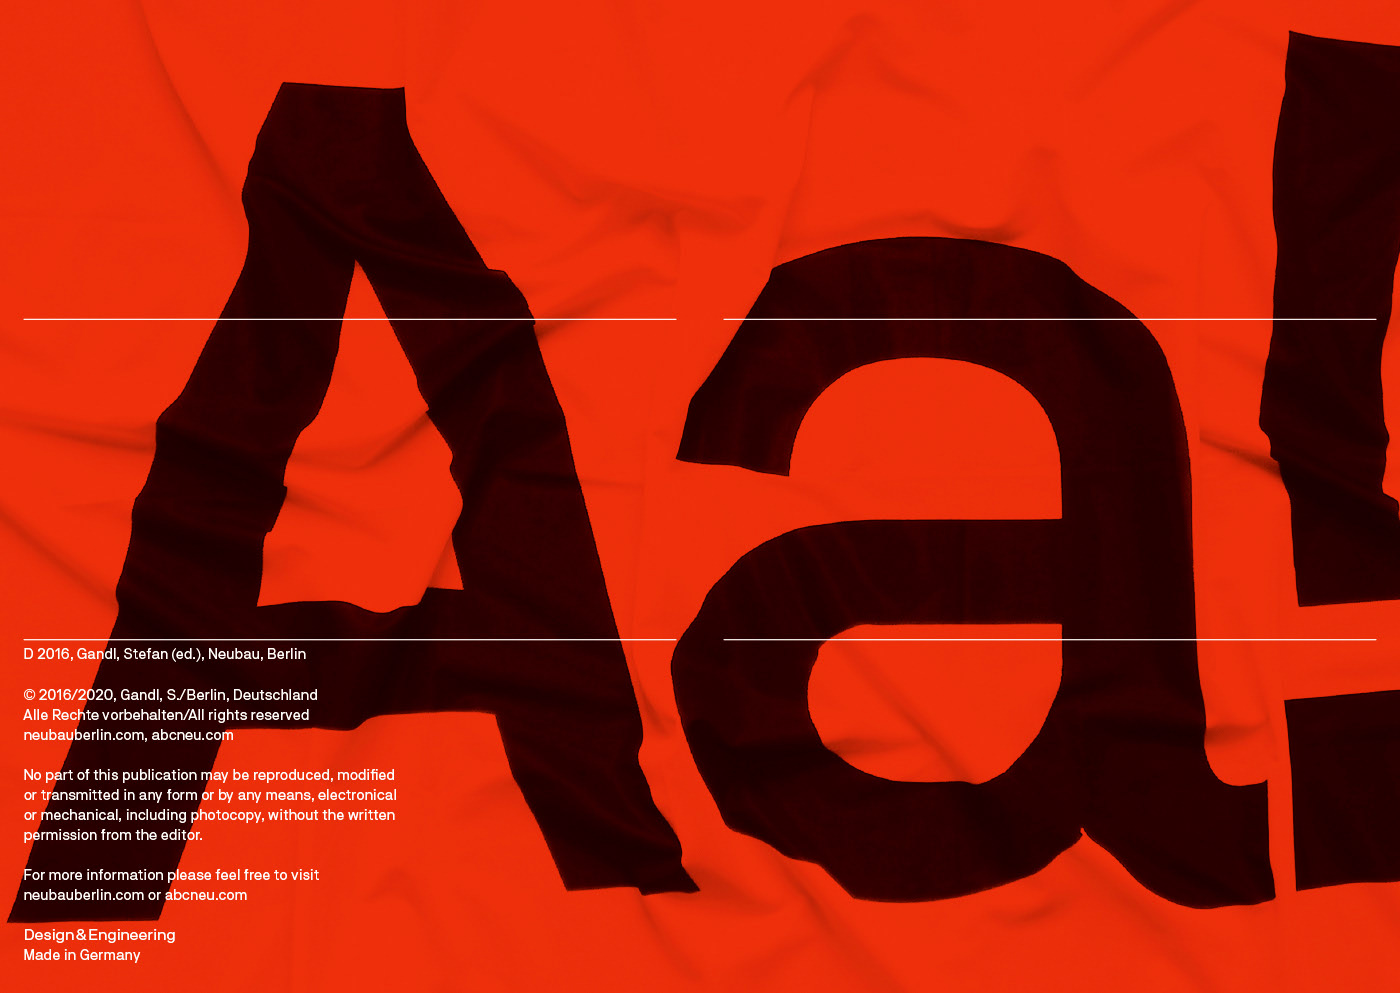 Aa!
D 2016, Gandl, Stefan (ed.), Neubau, Berlin
© 2016/2020, Gandl, S./Berlin, Deutschland
Alle Rechte vorbehalten/All rights reserved
neubauberlin.com, abcneu.com
No part of this publication may be reproduced, modified
or transmitted in any form or by any means, electronical
or mechanical, including photocopy, without the written
permission from the editor.
For more information please feel free to visit
neubauberlin.com or abcneu.com
Design&Engineering
Made in Germany